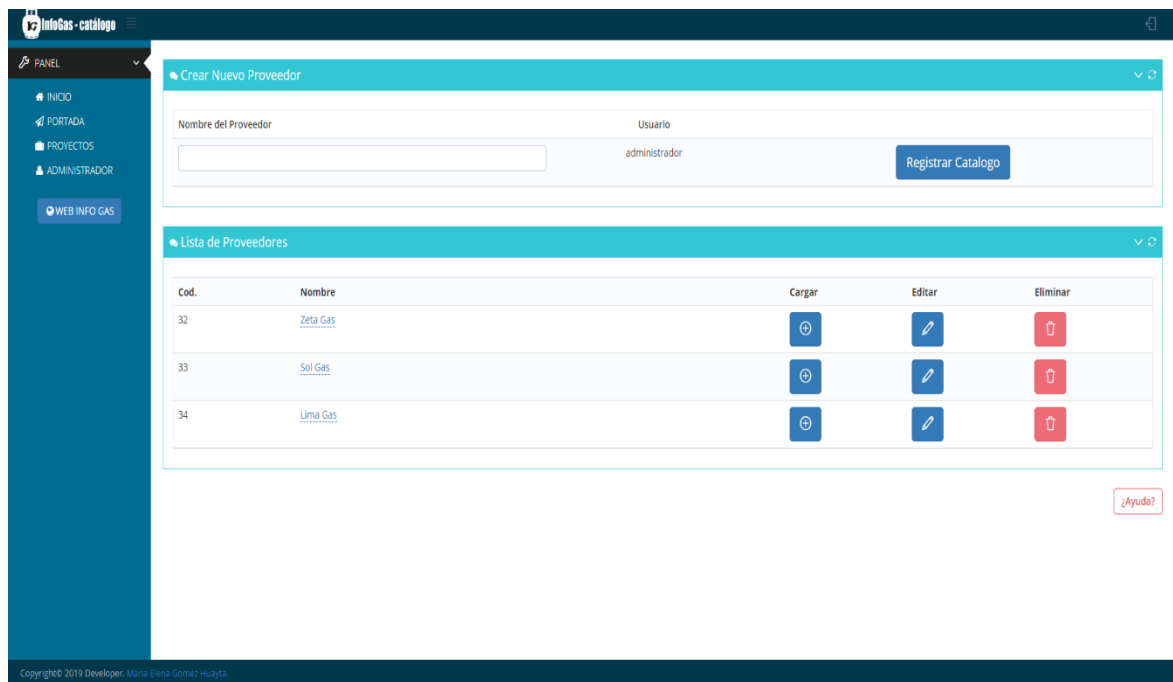 InfoGas - catálogo
PANEL
INICIO
PORTADA
PROYECTOS
ADMINISTRADOR
WEB INFO GAS
Crear Nuevo Proveedor
Nombre del Proveedor Usuario
administrador Registrar Catalogo
Lista de Proveedores
Cod. Nombre Cargar Editar Eliminar
32 Zeta Gas
33 Sol Gas
34 Lima Gas
¿Ayuda?
Copyright© 2019 Developer. Maria Elena Gomez Huayta.